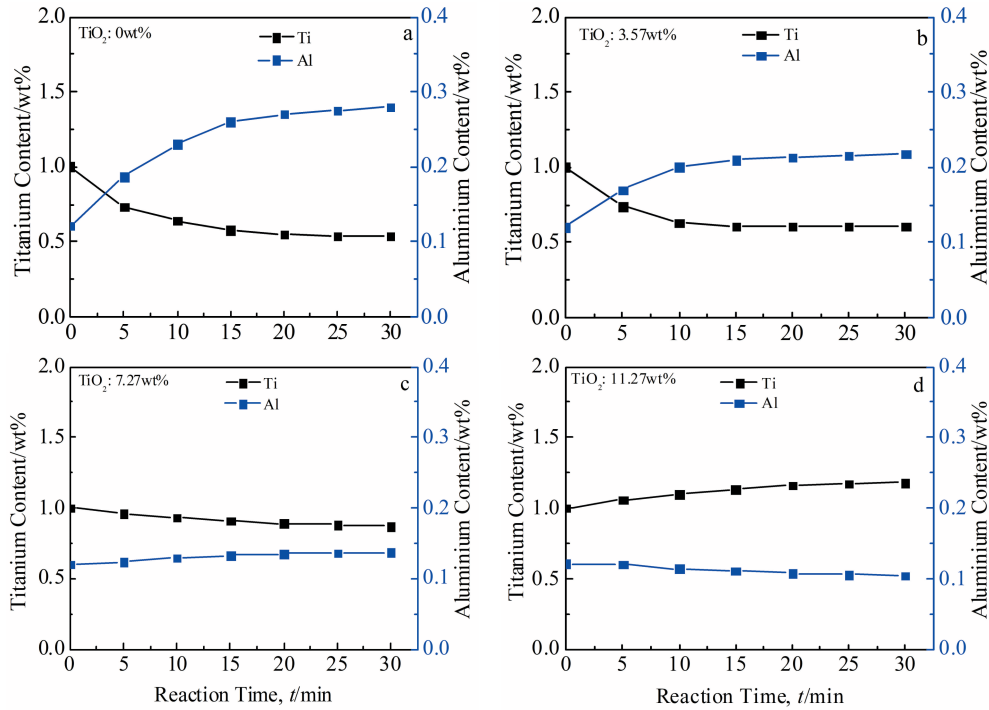 TiO2: 0wt%
a
Ti
Al
2.0
1.5
1.0
0.5
0.0
Titanium Content/wt%
0.4
0.3
0.2
0.1
0.0
Aluminium Content/wt%
0 5 10 15 20 25 30
TiO2: 3.57wt%
b
Ti
Al
2.0
1.5
1.0
0.5
0.0
Titanium Content/wt%
0.4
0.3
0.2
0.1
0.0
Aluimnium Content/wt%
0 5 10 15 20 25 30
TiO2: 7.27wt%
c
Ti
Al
2.0
1.5
1.0
0.5
0.0
Titanium Content/wt%
0.4
0.3
0.2
0.1
0.0
Aluminium Content/wt%
0 5 10 15 20 25 30
Reaction Time, t/min
TiO2: 11.27wt%
d
Ti
Al
2.0
1.5
1.0
0.5
0.0
Titanium Content/wt%
0.4
0.3
0.2
0.1
0.0
Aluminium Content/wt%
0 5 10 15 20 25 30
Reaction Time, t/min